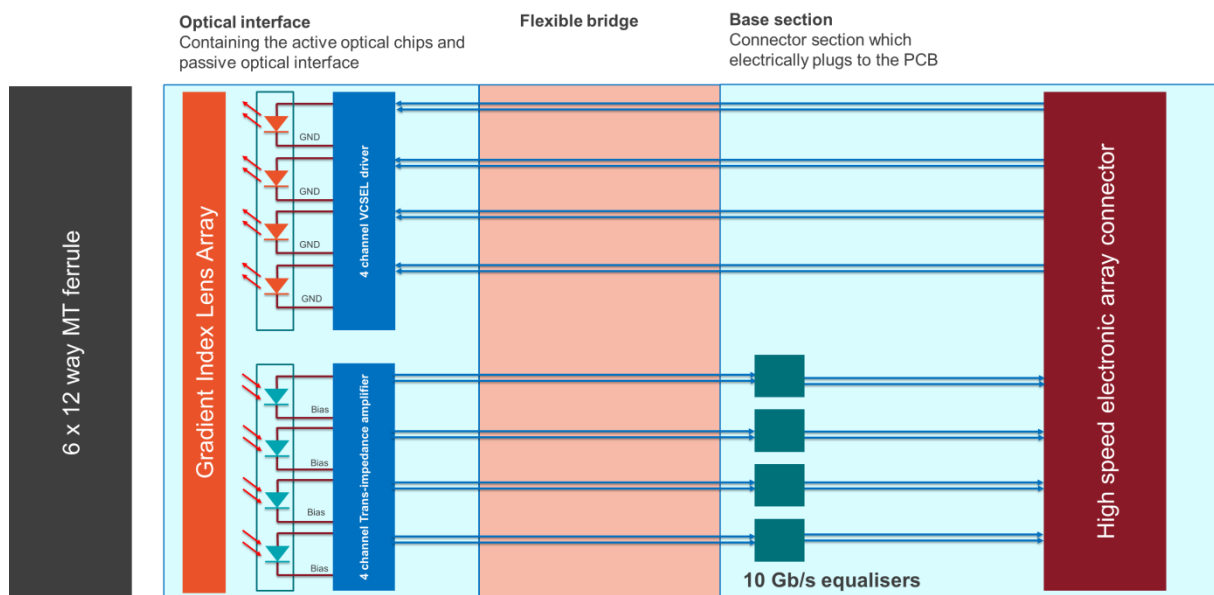 Optical interface
Containing the active optical chips and
passive optical interface
Flexible bridge
Base section
Connector section which
electrically plugs to the PCB
6 x 12 way MT ferrule
Gradient Index Lens Array
GND
GND
GND
GND
4 channel VCSEL driver
Bias
Bias
Bias
Bias
4 channel Trans-impedance amplifier
10 Gb/s equalisers
High speed electronic array connector